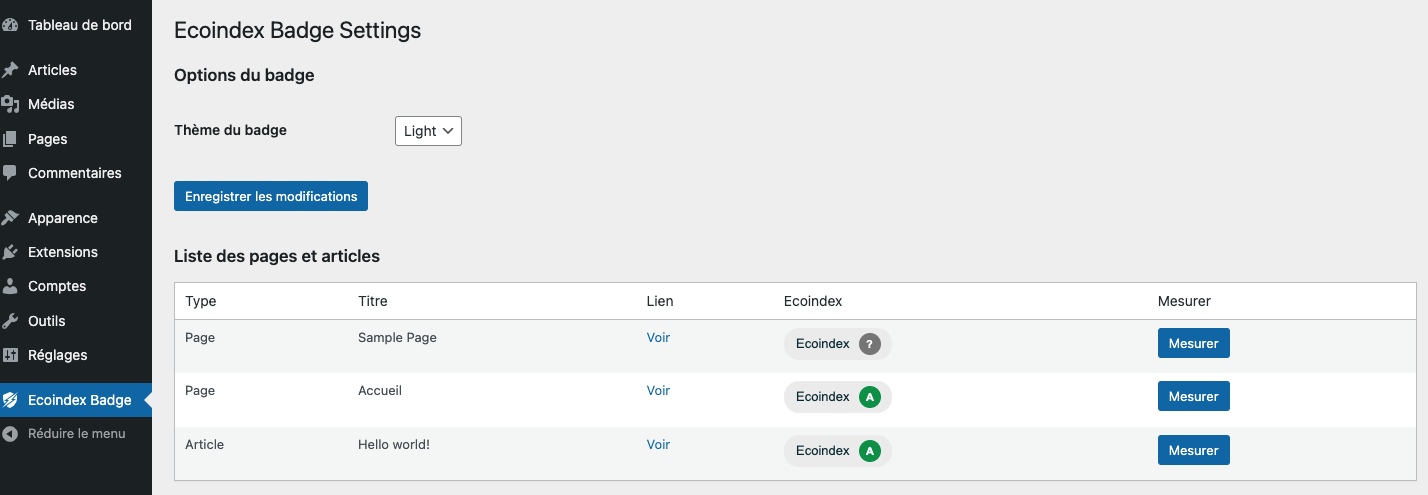 Tableau de bord
Articles
Médias
Pages
Commentaires
Apparence
Extensions
Comptes
Outils
Réglages
Ecoindex Badge
Réduire le menu
Ecoindex Badge Settings
Options du badge
Thème du badge Light
Enregistrer les modifications
Liste des pages et articles
Type Titre Lien Ecoindex Mesurer
Page Sample Page Voir Ecoindex ? Mesurer
Page Accueil Voir Ecoindex A Mesurer
Article Hello world! Voir Ecoindex A Mesurer